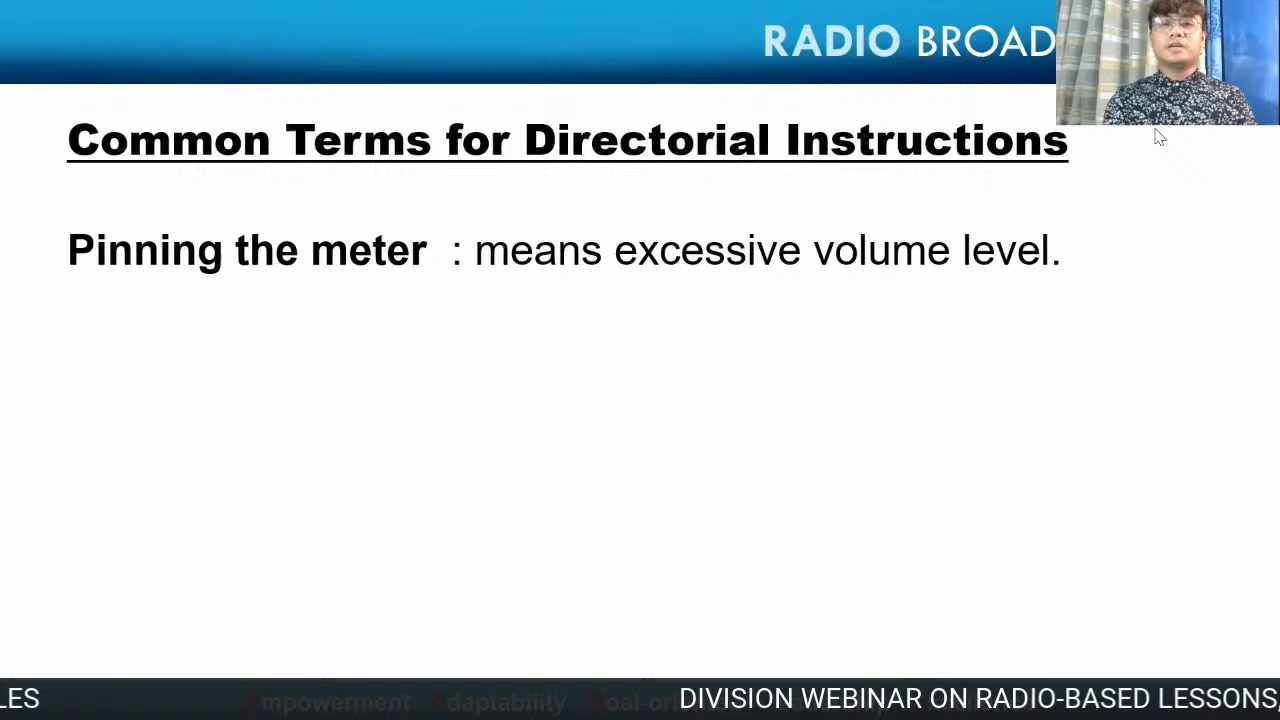 RADIO BROAD
Common Terms for Directorial Instructions
Pinning the meter : means excessive volume level.
LES DIVISION WEBINAR ON RADIO-BASED LESSONS,